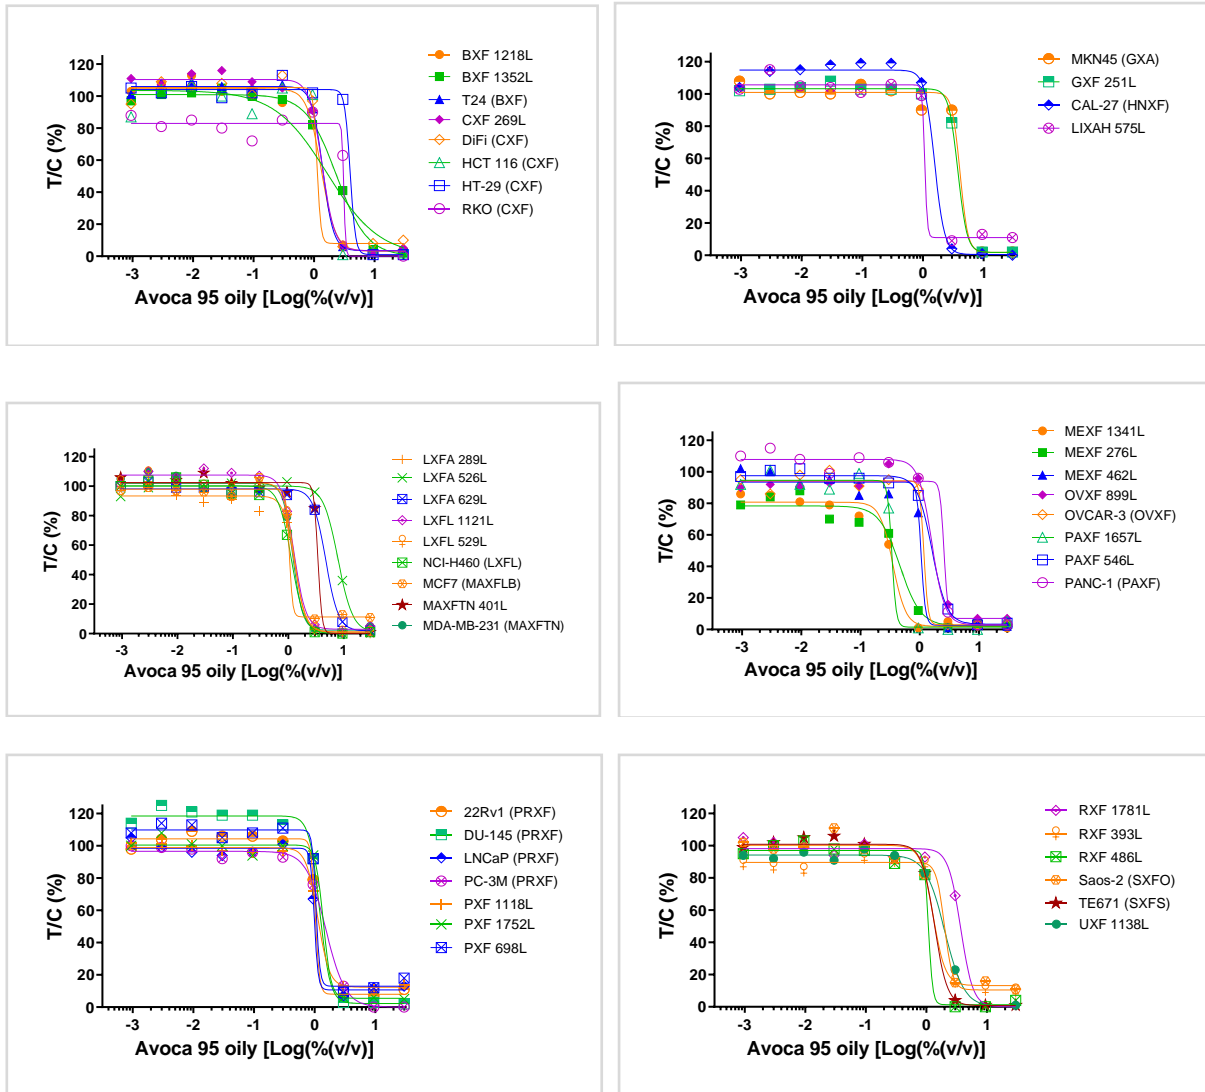 T/C (%)
120
100
80
60
40
20
0
-3
-2
-1
0
1
Avoca 95 oily [Log(%(v/v)]
BXF 1218L
BXF 1352L
T24 (BXF)
CXF 269L
DiFi (CXF)
HCT 116 (CXF)
HT-29 (CXF)
RKO (CXF)
T/C (%)
120
100
80
60
40
20
0
-3
-2
-1
0
1
Avoca 95 oily [Log(%(v/v)]
MKN45 (GXA)
GXF 251L
CAL-27 (HNXF)
LIXAH 575L
T/C (%)
120
100
80
60
40
20
0
-3
-2
-1
0
1
Avoca 95 oily [Log(%(v/v)]
LXFA 289L
LXFA 526L
LXFA 629L
LXFL 1121L
LXFL 529L
NCI-H460 (LXFL)
MCF7 (MAXFLB)
MAXFTN 401L
MDA-MB-231 (MAXFTN)
T/C (%)
120
100
80
60
40
20
0
-3
-2
-1
0
1
Avoca 95 oily [Log(%(v/v)]
MEXF 1341L
MEXF 276L
MEXF 462L
OVXF 899L
OVCAR-3 (OVXF)
PAXF 1657L
PAXF 546L
PANC-1 (PAXF)
T/C (%)
120
100
80
60
40
20
0
-3
-2
-1
0
1
Avoca 95 oily [Log(%(v/v)]
22Rv1 (PRXF)
DU-145 (PRXF)
LNCaP (PRXF)
PC-3M (PRXF)
PXF 1118L
PXF 1752L
PXF 698L
T/C (%)
120
100
80
60
40
20
0
-3
-2
-1
0
1
Avoca 95 oily [Log(%(v/v)]
RXF 1781L
RXF 393L
RXF 486L
Saos-2 (SXFO)
TE671 (SXFS)
UXF 1138L